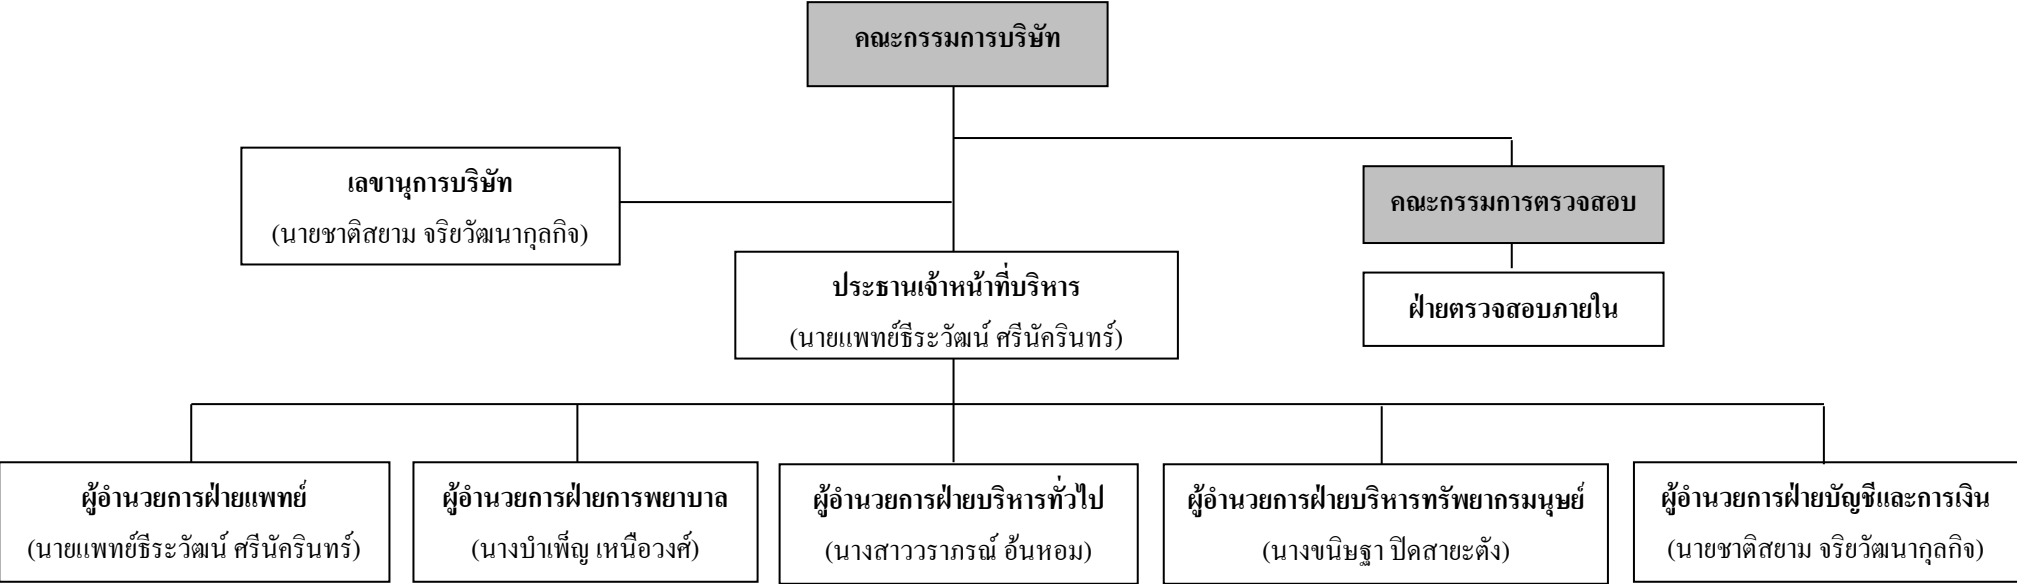 คณะกรรมการบริษัท
เลขานุการบริษัท
(นายชาติสยาม จริยวัฒนากุลกิจ)
คณะกรรมการตรวจสอบ
ประธานเจ้าหน้าที่บริหาร
(นายแพทย์ธีระวัฒน์ ศรีนัครินทร์)
ฝ่ายตรวจสอบภายใน
ผู้อำนวยการฝ่ายแพทย์
(นายแพทย์ธีระวัฒน์ ศรีนัครินทร์)
ผู้อำนวยการฝ่ายการพยาบาล
(นางบำเพ็ญ เหนือวงศ์)
ผู้อำนวยการฝ่ายบริหารทั่วไป
(นางสาววราภรณ์ อ้นหอม)
ผู้อำนวยการฝ่ายบริหารทรัพยากรมนุษย์
(นางขนิษฐา ปิดสายะตัง)
ผู้อำนวยการฝ่ายบัญชีและการเงิน
(นายชาติสยาม จริยวัฒนากุลกิจ)